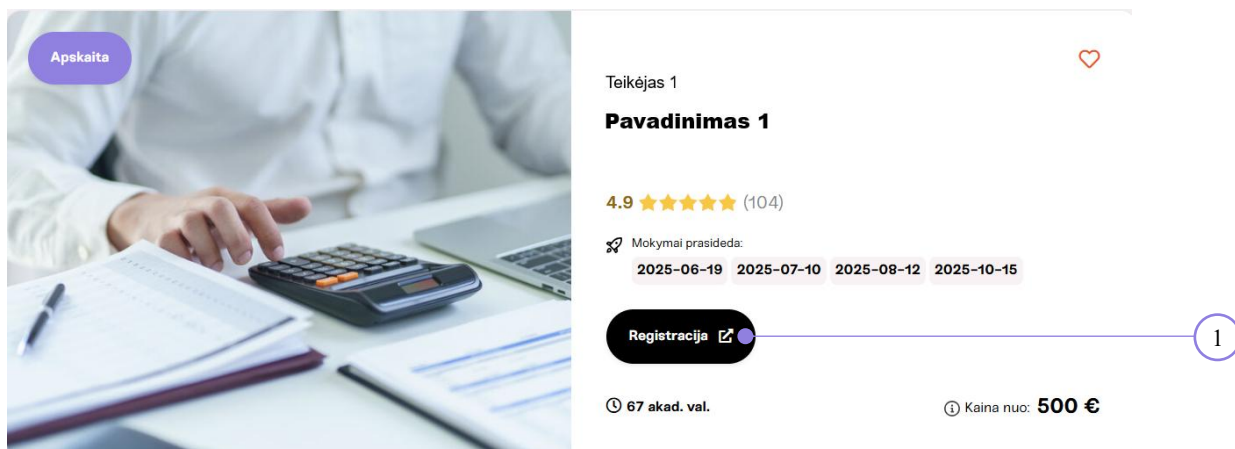 Apskaita
Teikėjas 1
Pavadinimas 1
4.9 (104)
Mokymai prasideda:
2025-06-19 2025-07-10 2025-08-12 2025-10-15
Registracija
1
67 akad. val.
Kaina nuo: 500 €